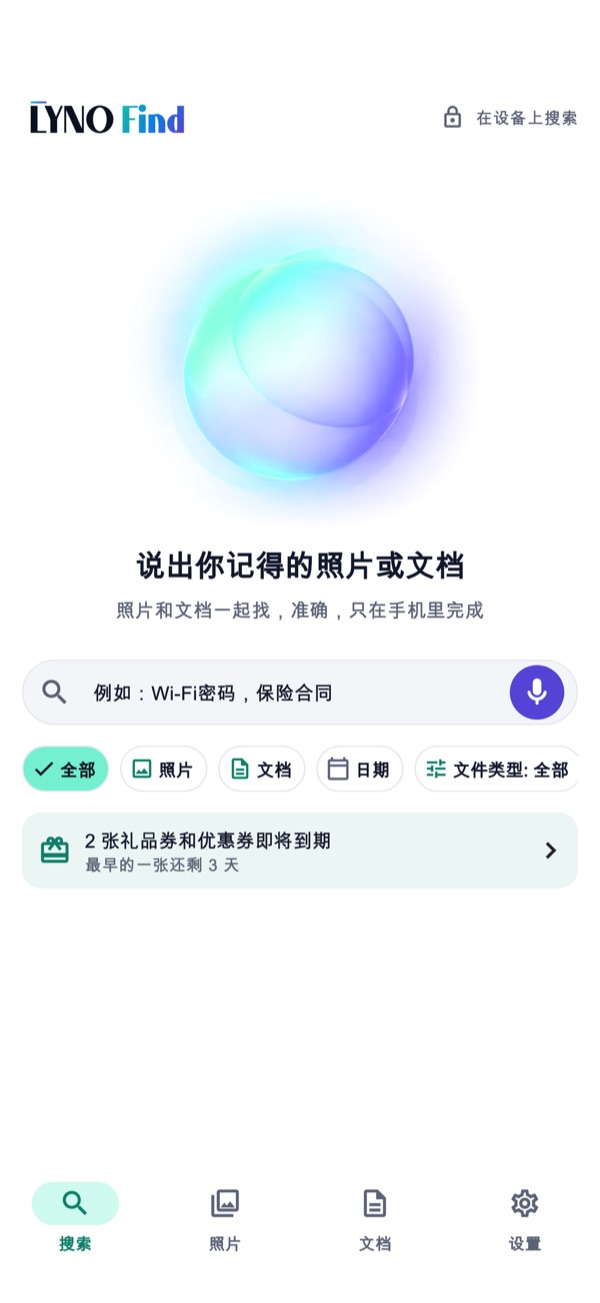 LYNO Find
在设备上搜索
说出你记得的照片或文档
照片和文档一起找，准确，只在手机里完成
例如：Wi-Fi密码，保险合同
全部
照片
文档
日期
文件类型: 全部
2 张礼品券和优惠券即将到期
最早的一张还剩 3 天
搜索
照片
文档
设置